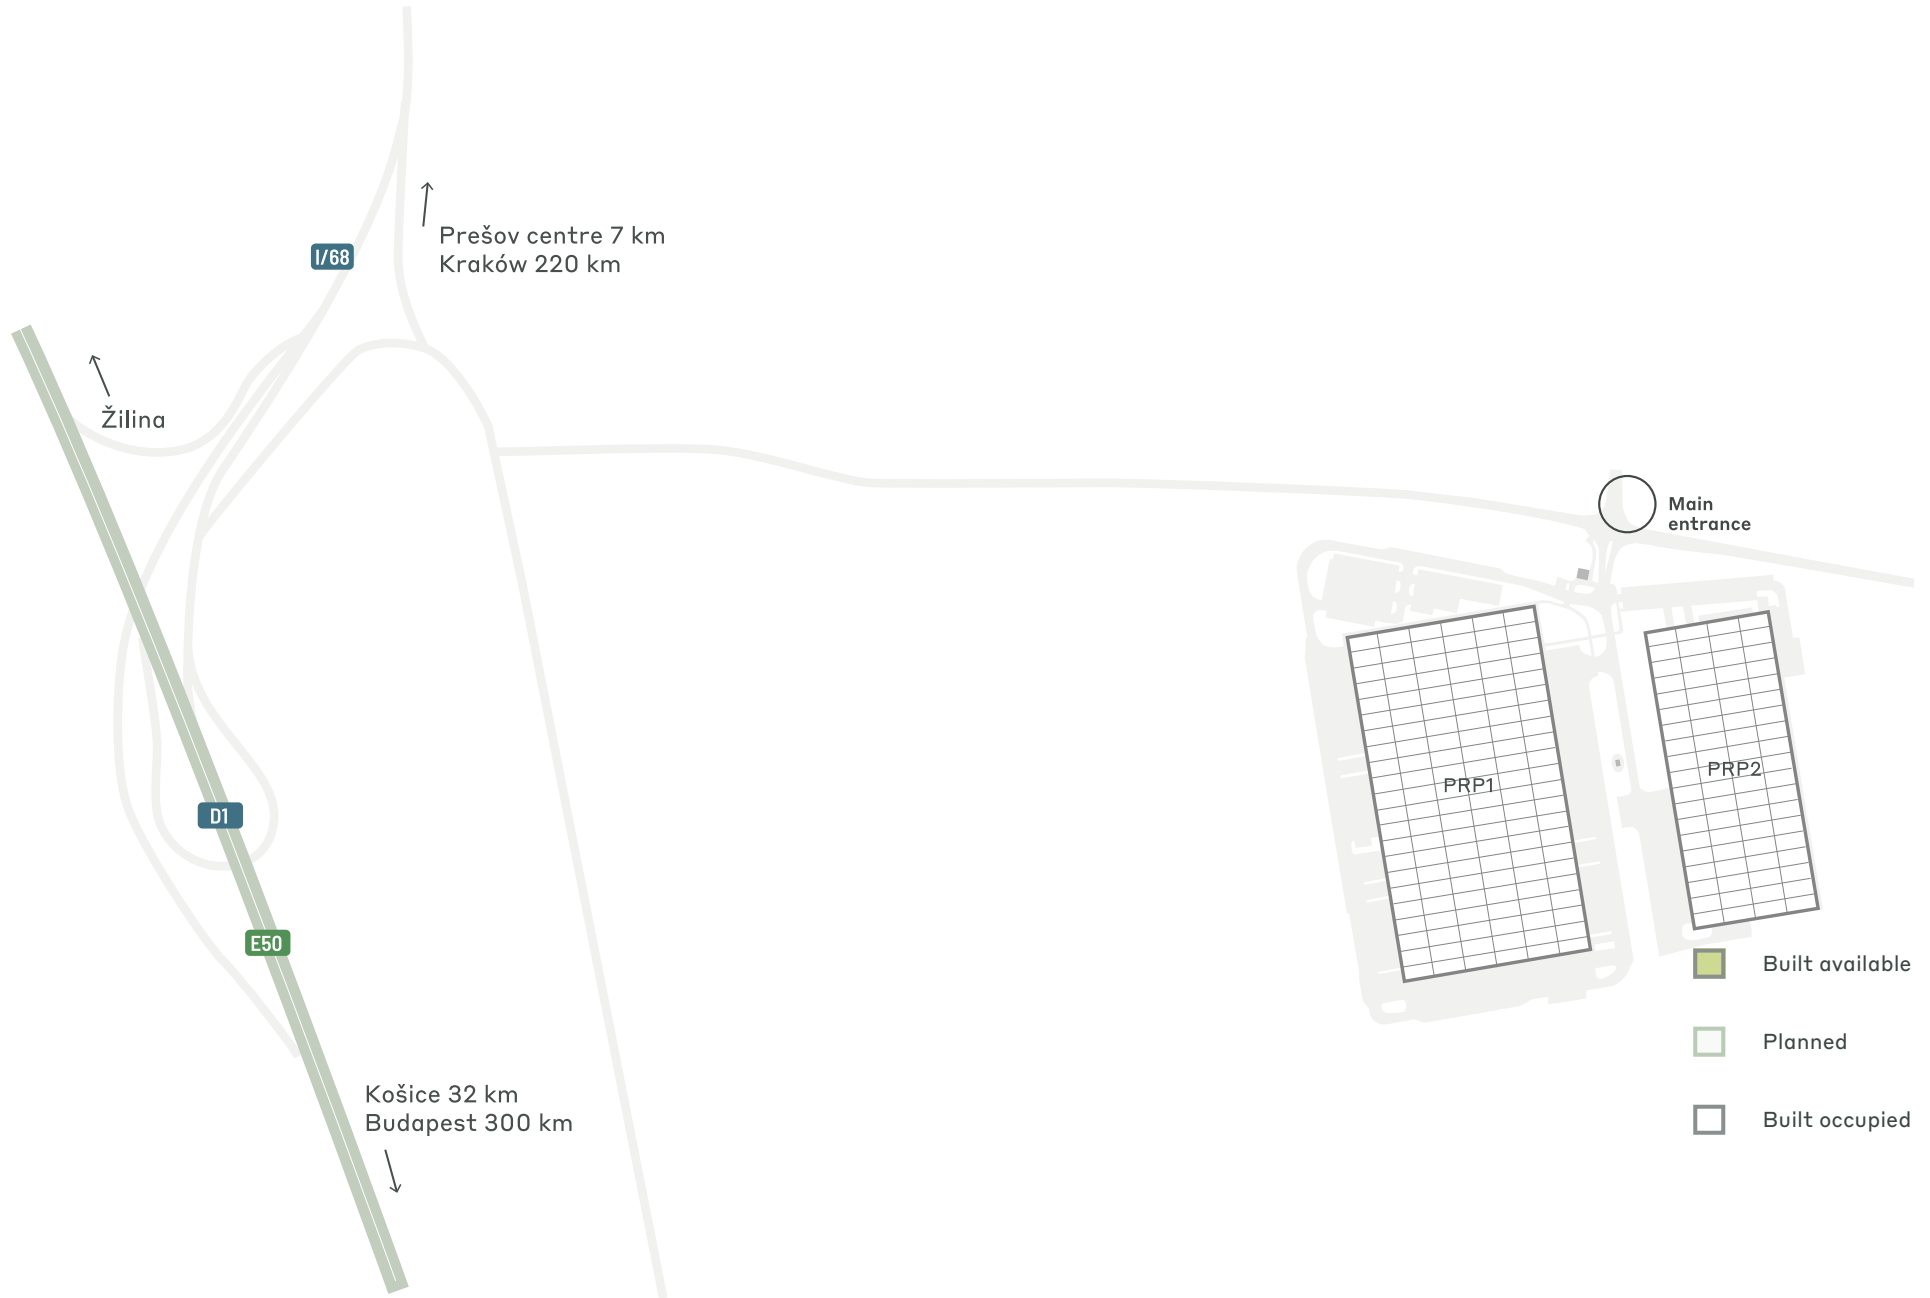 Prešov centre 7 km
Kraków 220 km
I/68
Žilina
Main
entrance
PRP1
PRP2
D1
E50
Built available
Planned
Košice 32 km
Budapest 300 km
Built occupied